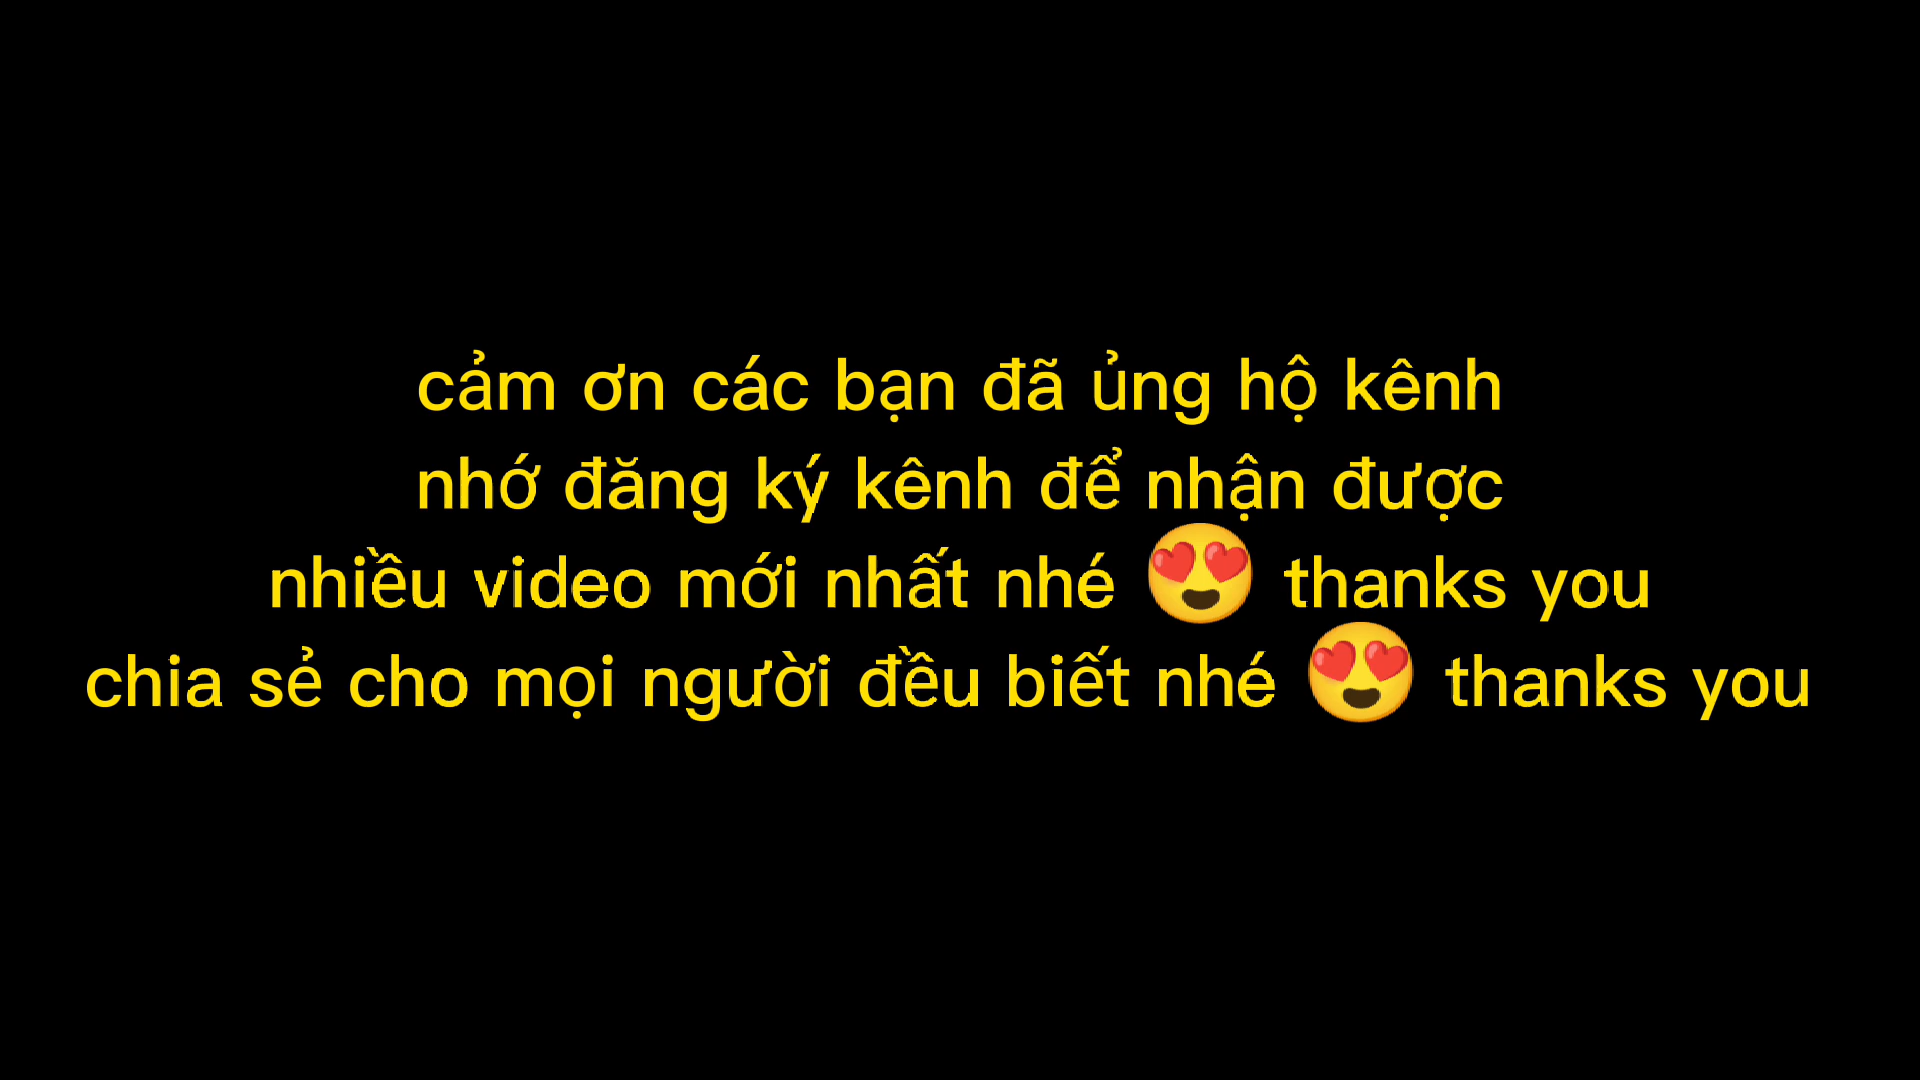 cảm ơn các bạn đã ủng hộ kênh
nhớ đăng ký kênh để nhận được
nhiều video mới nhất nhé 😍 thanks you
chia sẻ cho mọi người đều biết nhé 😍 thanks you